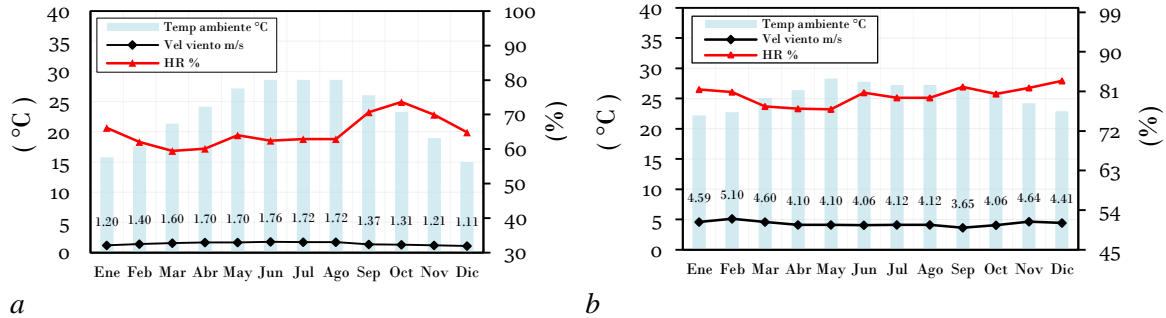 40
35
30
25
20
15
10
5
0
( °C )
Temp ambiente °C
Vel viento m/s
HR %
1.20 1.40 1.60 1.70 1.70 1.76 1.72 1.72 1.37 1.31 1.21 1.11
Ene Feb Mar Abr May Jun Jul Ago Sep Oct Nov Dic
100
90
80
70
60
50
40
30
(%)
a
40
35
30
25
20
15
10
5
0
( °C )
Temp ambiente °C
Vel viento m/s
HR %
4.59 5.10 4.60 4.10 4.10 4.06 4.12 4.12 3.65 4.06 4.64 4.41
Ene Feb Mar Abr May Jun Jul Ago Sep Oct Nov Dic
99
90
81
72
63
54
45
(%)
b